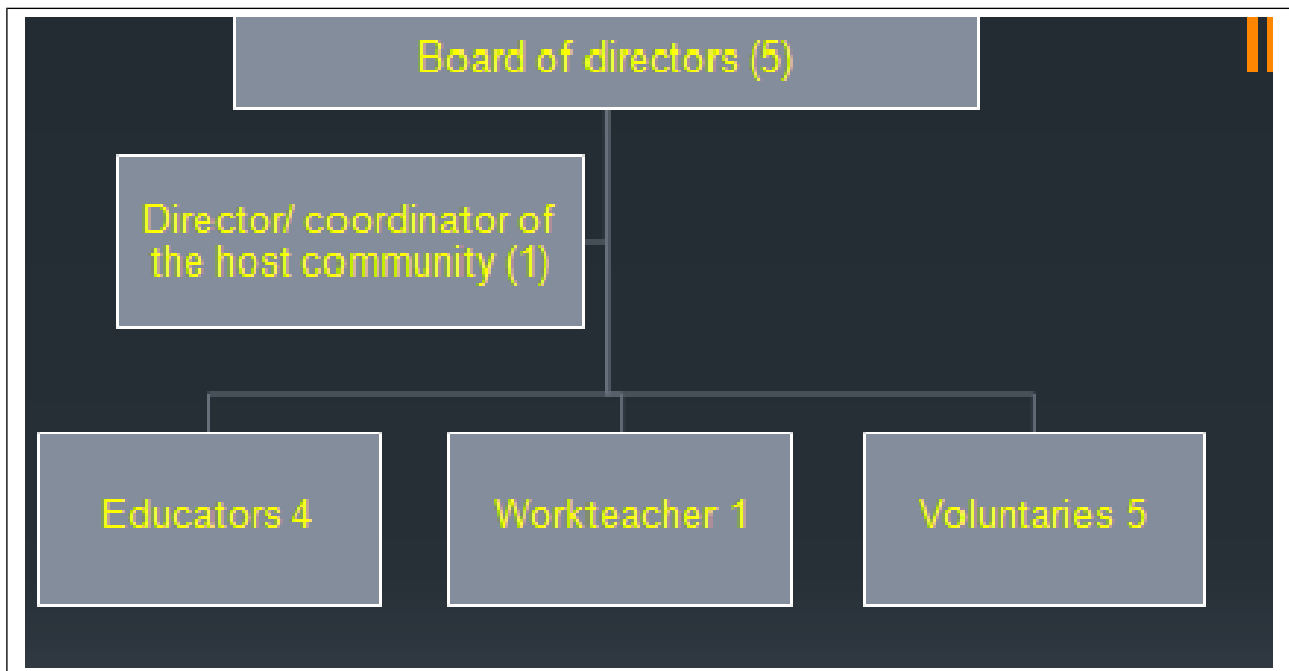 Board of directors (5)
Director/ coordinator of
the host community (1)
Educators 4
Workteacher 1
Voluntaries 5